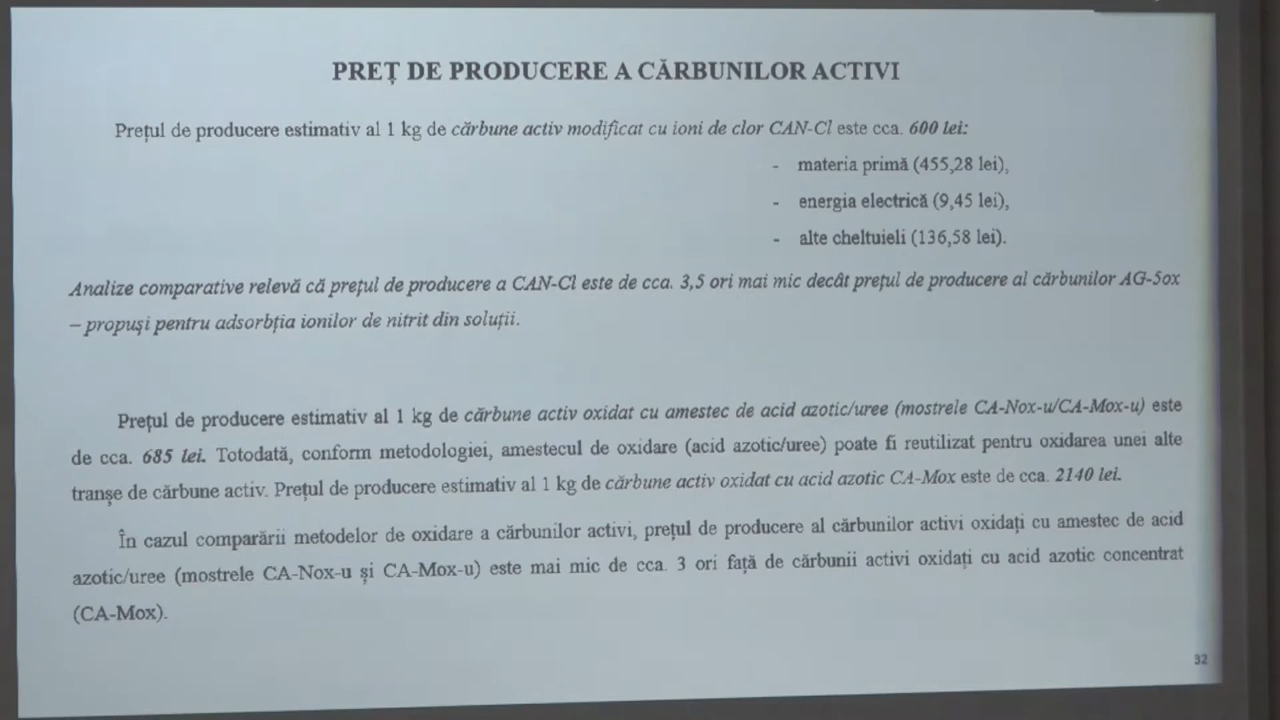 PREȚ DE PRODUCERE A CĂRBUNILOR ACTIVI
Prețul de producere estimativ al 1 kg de cărbune activ modificat cu ioni de clor CAN-Cl este cca. 600 lei:
- materia primă (455,28 lei),
- energia electrică (9,45 lei),
- alte cheltuieli (136,58 lei).
Analize comparative relevă că prețul de producere a CAN-Cl este de cca. 3,5 ori mai mic decât prețul de producere al cărbunilor AG-5ox
– propuși pentru adsorbția ionilor de nitrit din soluții.
Prețul de producere estimativ al 1 kg de cărbune activ oxidat cu amestec de acid azotic/uree (mostrele CA-Nox-u/CA-Mox-u) este
de cca. 685 lei. Totodată, conform metodologiei, amestecul de oxidare (acid azotic/uree) poate fi reutilizat pentru oxidarea unei alte
tranșe de cărbune activ. Prețul de producere estimativ al 1 kg de cărbune activ oxidat cu acid azotic CA-Mox este de cca. 2140 lei.
În cazul comparării metodelor de oxidare a cărbunilor activi, prețul de producere al cărbunilor activi oxidați cu amestec de acid
azotic/uree (mostrele CA-Nox-u și CA-Mox-u) este mai mic de cca. 3 ori față de cărbunii activi oxidați cu acid azotic concentrat
(CA-Mox).
32